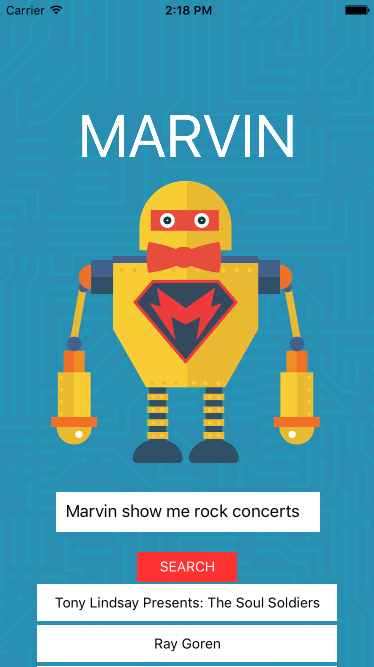 Carrier 2:18 PM
MARVIN
Marvin show me rock concerts
SEARCH
Tony Lindsay Presents: The Soul Soldiers
Ray Goren